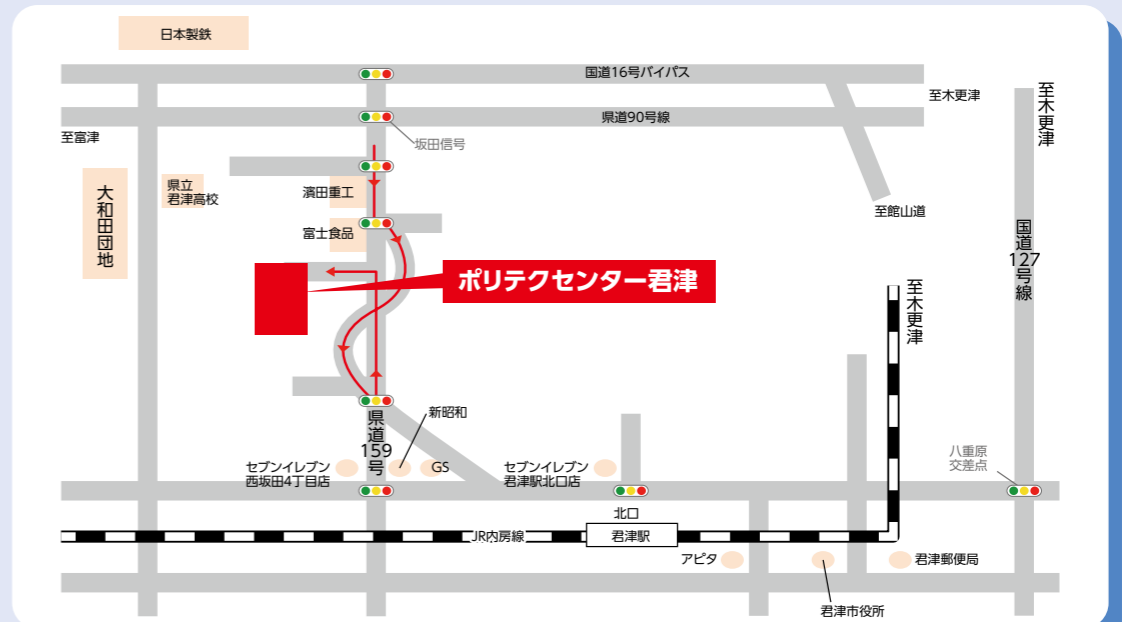 日本製鉄
国道16号バイパス
至木更津
至木更津
県道90号線
至富津
坂田信号
大和田団地
県立
君津高校
濱田重工
至館山道
富士食品
国道127号線
ポリテクセンター君津
至木更津
県道159号
新昭和
セブンイレブン
西坂田4丁目店
GS
セブンイレブン
君津駅北口店
八重原
交差点
北口
JR内房線
君津駅
アピタ
君津郵便局
君津市役所